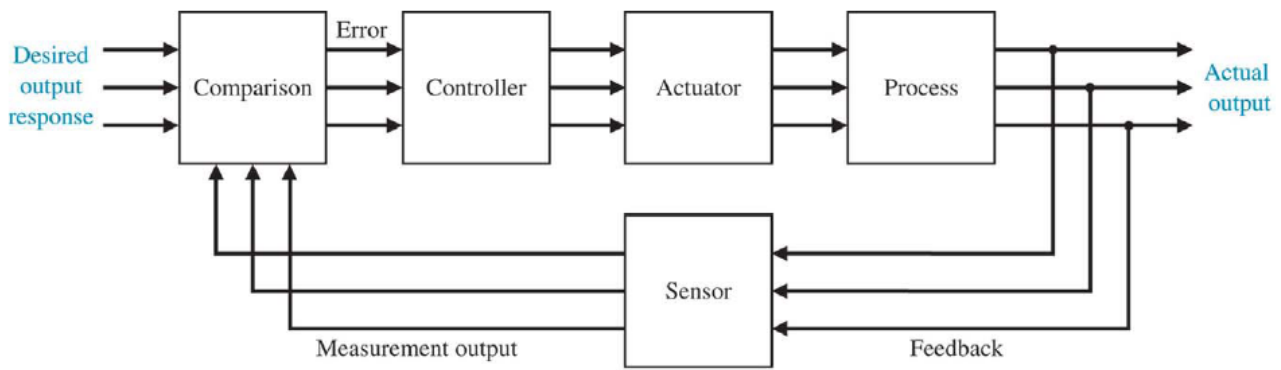 Desired
output
response
Comparison
Error
Controller
Actuator
Process
Actual
output
Sensor
Measurement output
Feedback